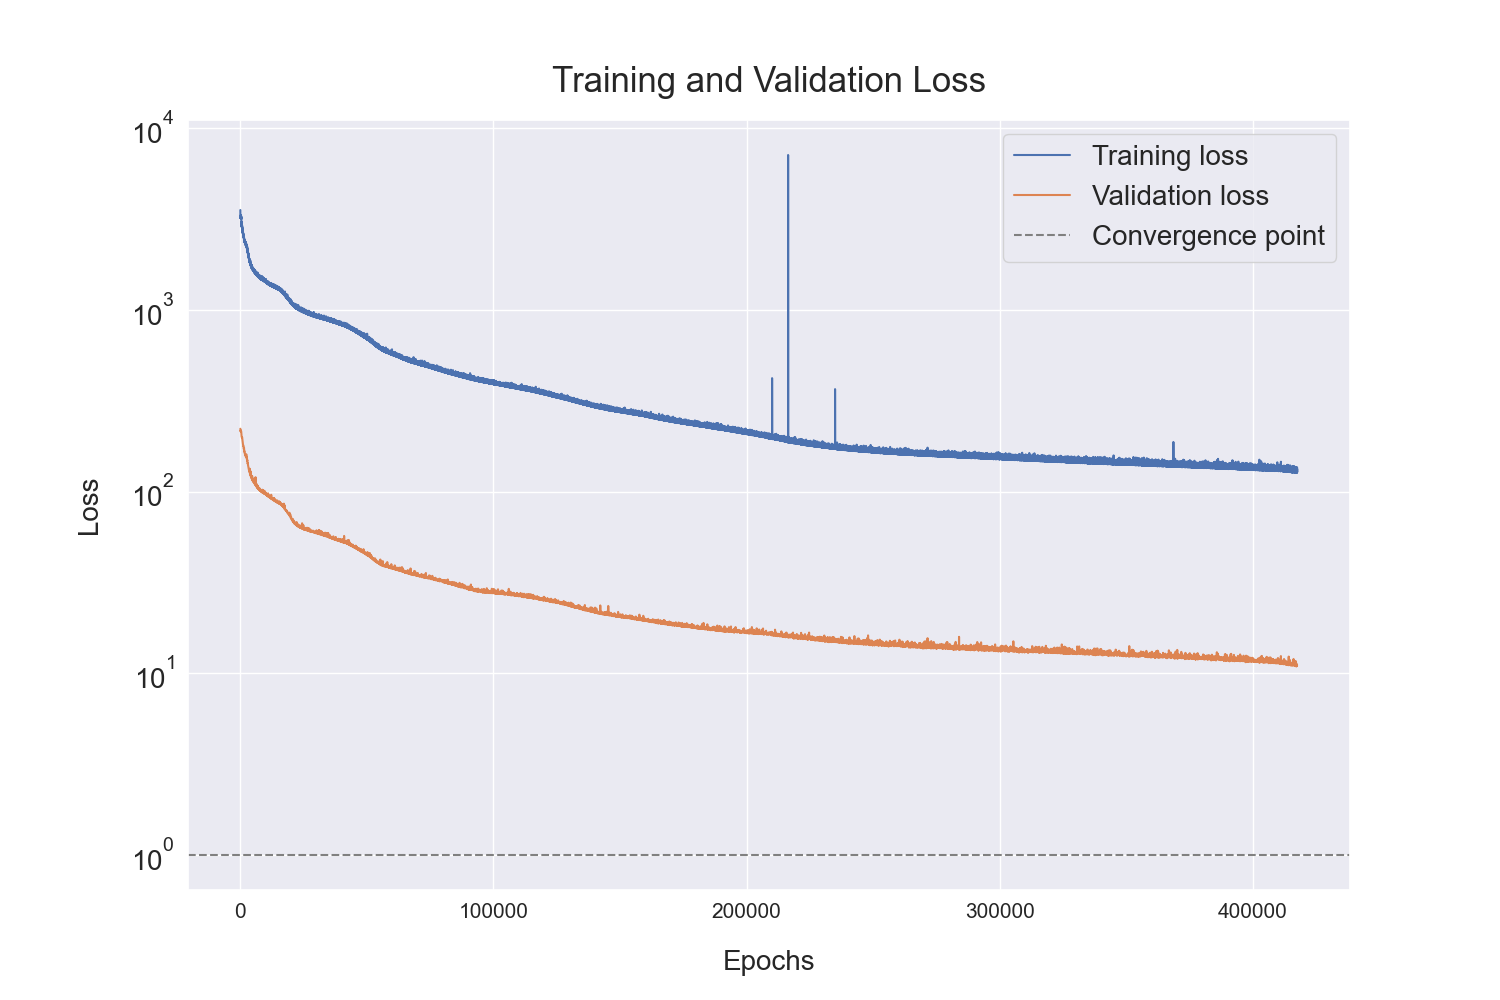 Training and Validation Loss
Training loss
Validation loss
Convergence point
10^4
10^3
10^2
10^1
10^0
Loss
0 100000 200000 300000 400000
Epochs